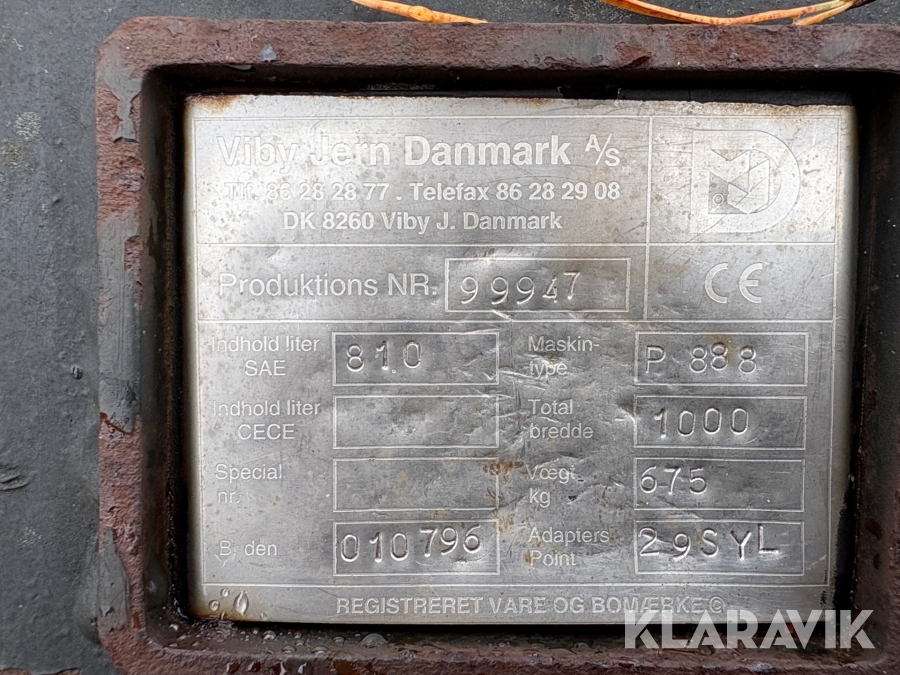 Viby Jern Danmark A/S
Tlf. 86 28 28 77 . Telefax 86 28 29 08
DK 8260 Viby J. Danmark
Produktions NR. 99947
CE
Indhold liter SAE 810
Maskin-type P 888
Indhold liter CECE
Total bredde 1000
Special nr.
Vægt kg 675
B, den 010796
Adapters Point 29SYL
REGISTRERET VARE OG BOMÆRKE ©
KLARAVIK